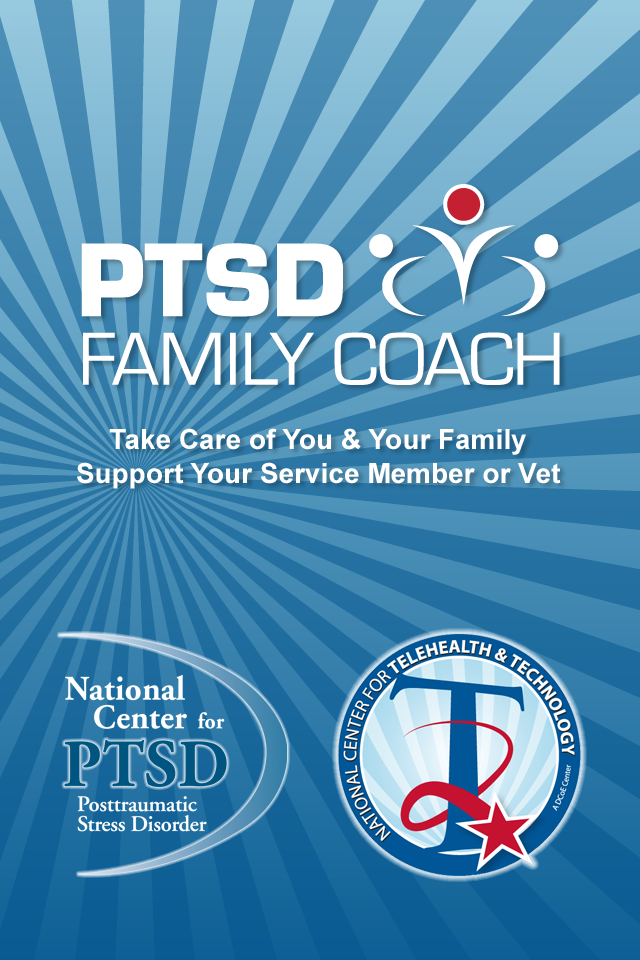 PTSD
FAMILY COACH
Take Care of You & Your Family
Support Your Service Member or Vet
National
Center for
PTSD
Posttraumatic
Stress Disorder
NATIONAL CENTER FOR TELEHEALTH & TECHNOLOGY
A DCoE Center
T2